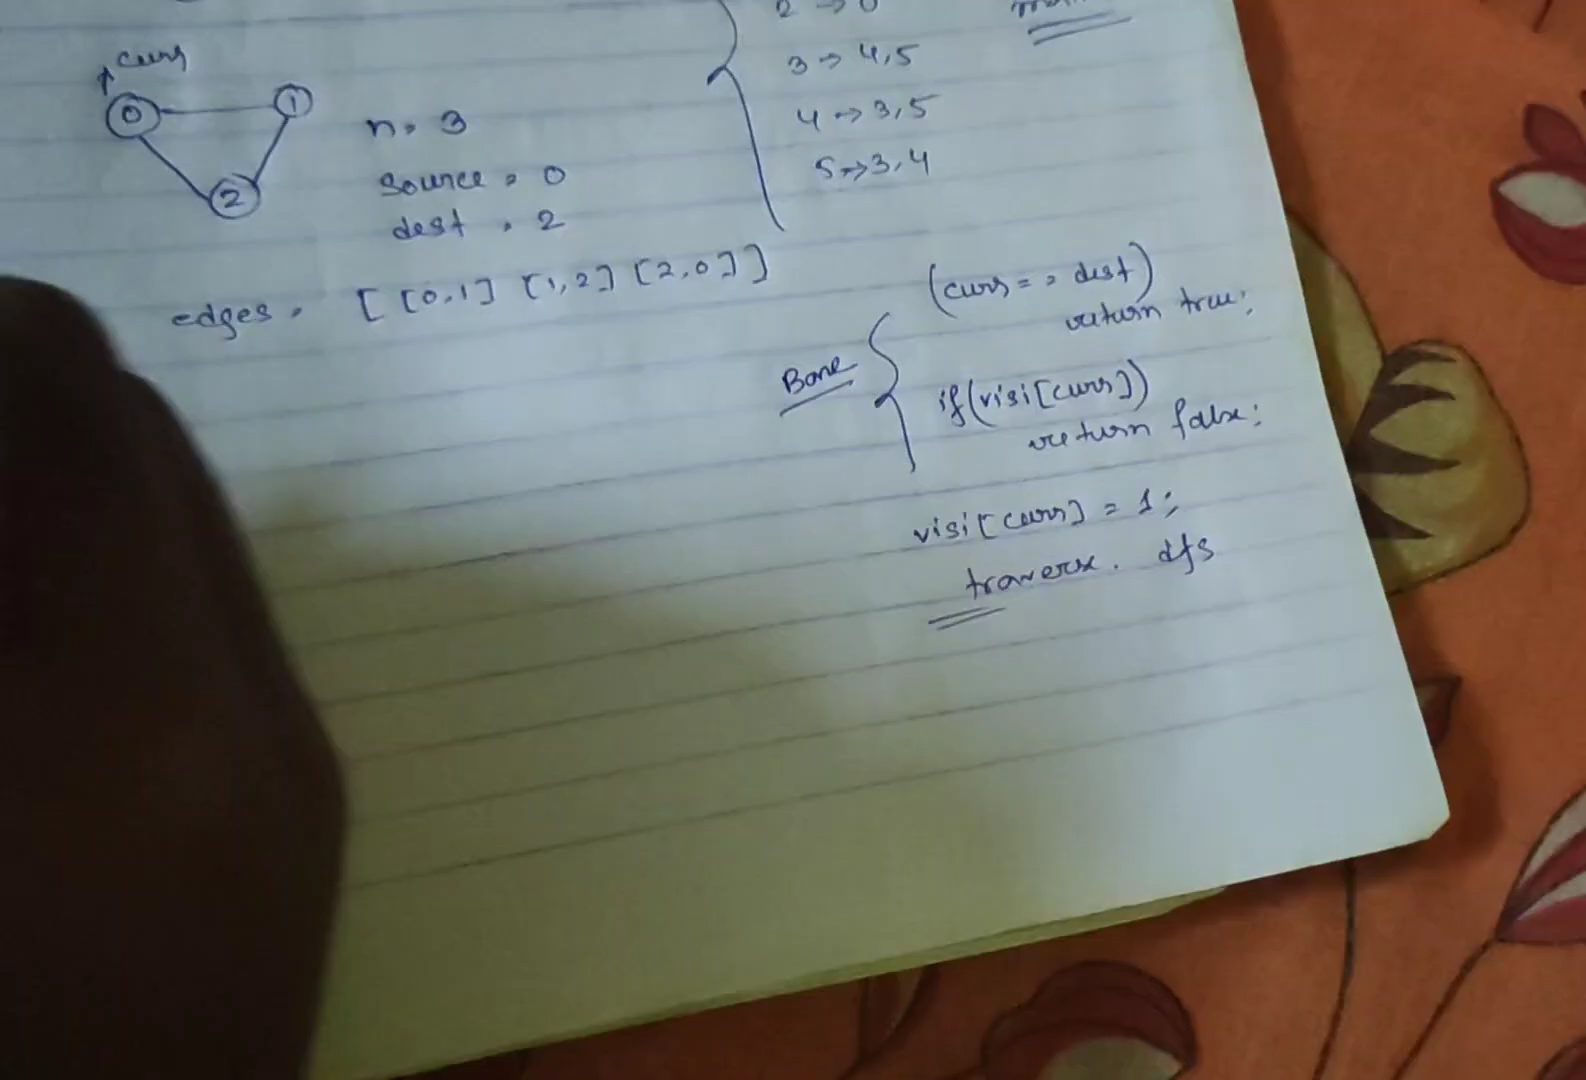 2 → 0
3 → 4,5
4 → 3,5
5 → 3,4
curr
0
1
2
n = 3
source = 0
dest = 2
edges = [ [0,1] [1,2] [2,0] ]
Base
(curr == dest)
return true;
if(visi[curr])
return false;
visi[curr] = 1;
traverse. dfs